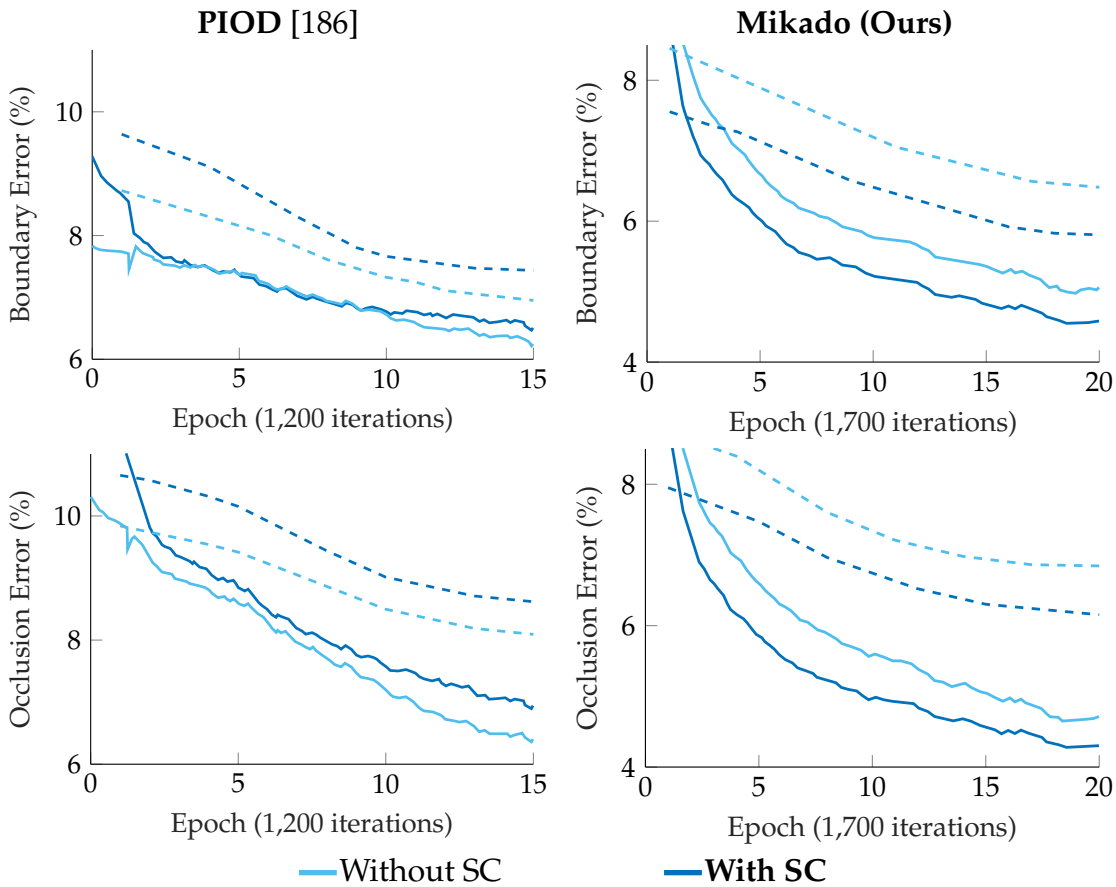 PIOD [186]
Mikado (Ours)
Boundary Error (%)
10
8
6
0
5
10
15
Epoch (1,200 iterations)
Boundary Error (%)
8
6
4
0
5
10
15
20
Epoch (1,700 iterations)
Occlusion Error (%)
10
8
6
0
5
10
15
Epoch (1,200 iterations)
Occlusion Error (%)
8
6
4
0
5
10
15
20
Epoch (1,700 iterations)
Without SC
With SC